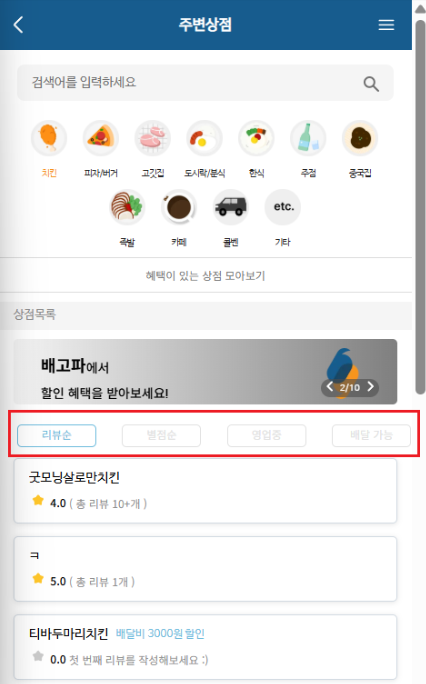 주변상점
검색어를 입력하세요
치킨 피자/버거 고깃집 도시락/분식 한식 주점 중국집
etc.
족발 카페 콜벤 기타
혜택이 있는 상점 모아보기
상점목록
배고파에서
할인 혜택을 받아보세요!
2/10
리뷰순 별점순 영업중 배달 가능
굿모닝살로만치킨
4.0 ( 총 리뷰 10+개 )
ㅋ
5.0 ( 총 리뷰 1개 )
티바두마리치킨 배달비 3000원 할인
0.0 첫 번째 리뷰를 작성해보세요 :)